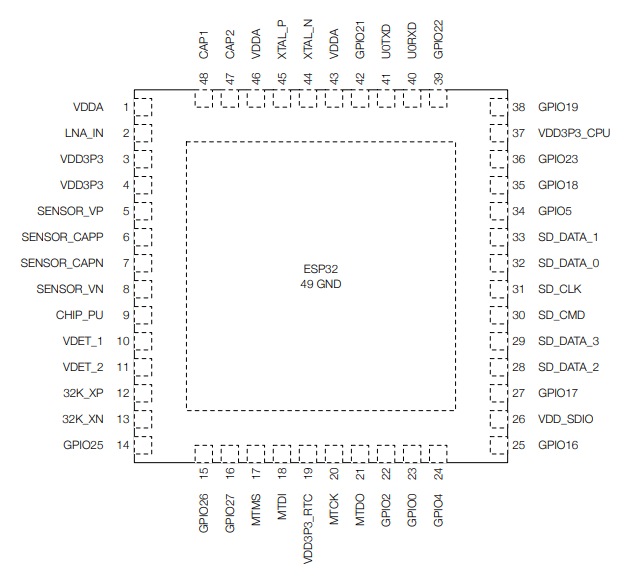 CAP1 CAP2 VDDA XTAL_P XTAL_N VDDA GPIO21 U0TXD U0RXD GPIO22
48 47 46 45 44 43 42 41 40 39
VDDA 1 38 GPIO19
LNA_IN 2 37 VDD3P3_CPU
VDD3P3 3 36 GPIO23
VDD3P3 4 35 GPIO18
SENSOR_VP 5 34 GPIO5
SENSOR_CAPP 6 33 SD_DATA_1
SENSOR_CAPN 7 32 SD_DATA_0
ESP32
49 GND
SENSOR_VN 8 31 SD_CLK
CHIP_PU 9 30 SD_CMD
VDET_1 10 29 SD_DATA_3
VDET_2 11 28 SD_DATA_2
32K_XP 12 27 GPIO17
32K_XN 13 26 VDD_SDIO
GPIO25 14 25 GPIO16
15 16 17 18 19 20 21 22 23 24
GPIO26 GPIO27 MTMS MTDI VDD3P3_RTC MTCK MTDO GPIO2 GPIO0 GPIO4